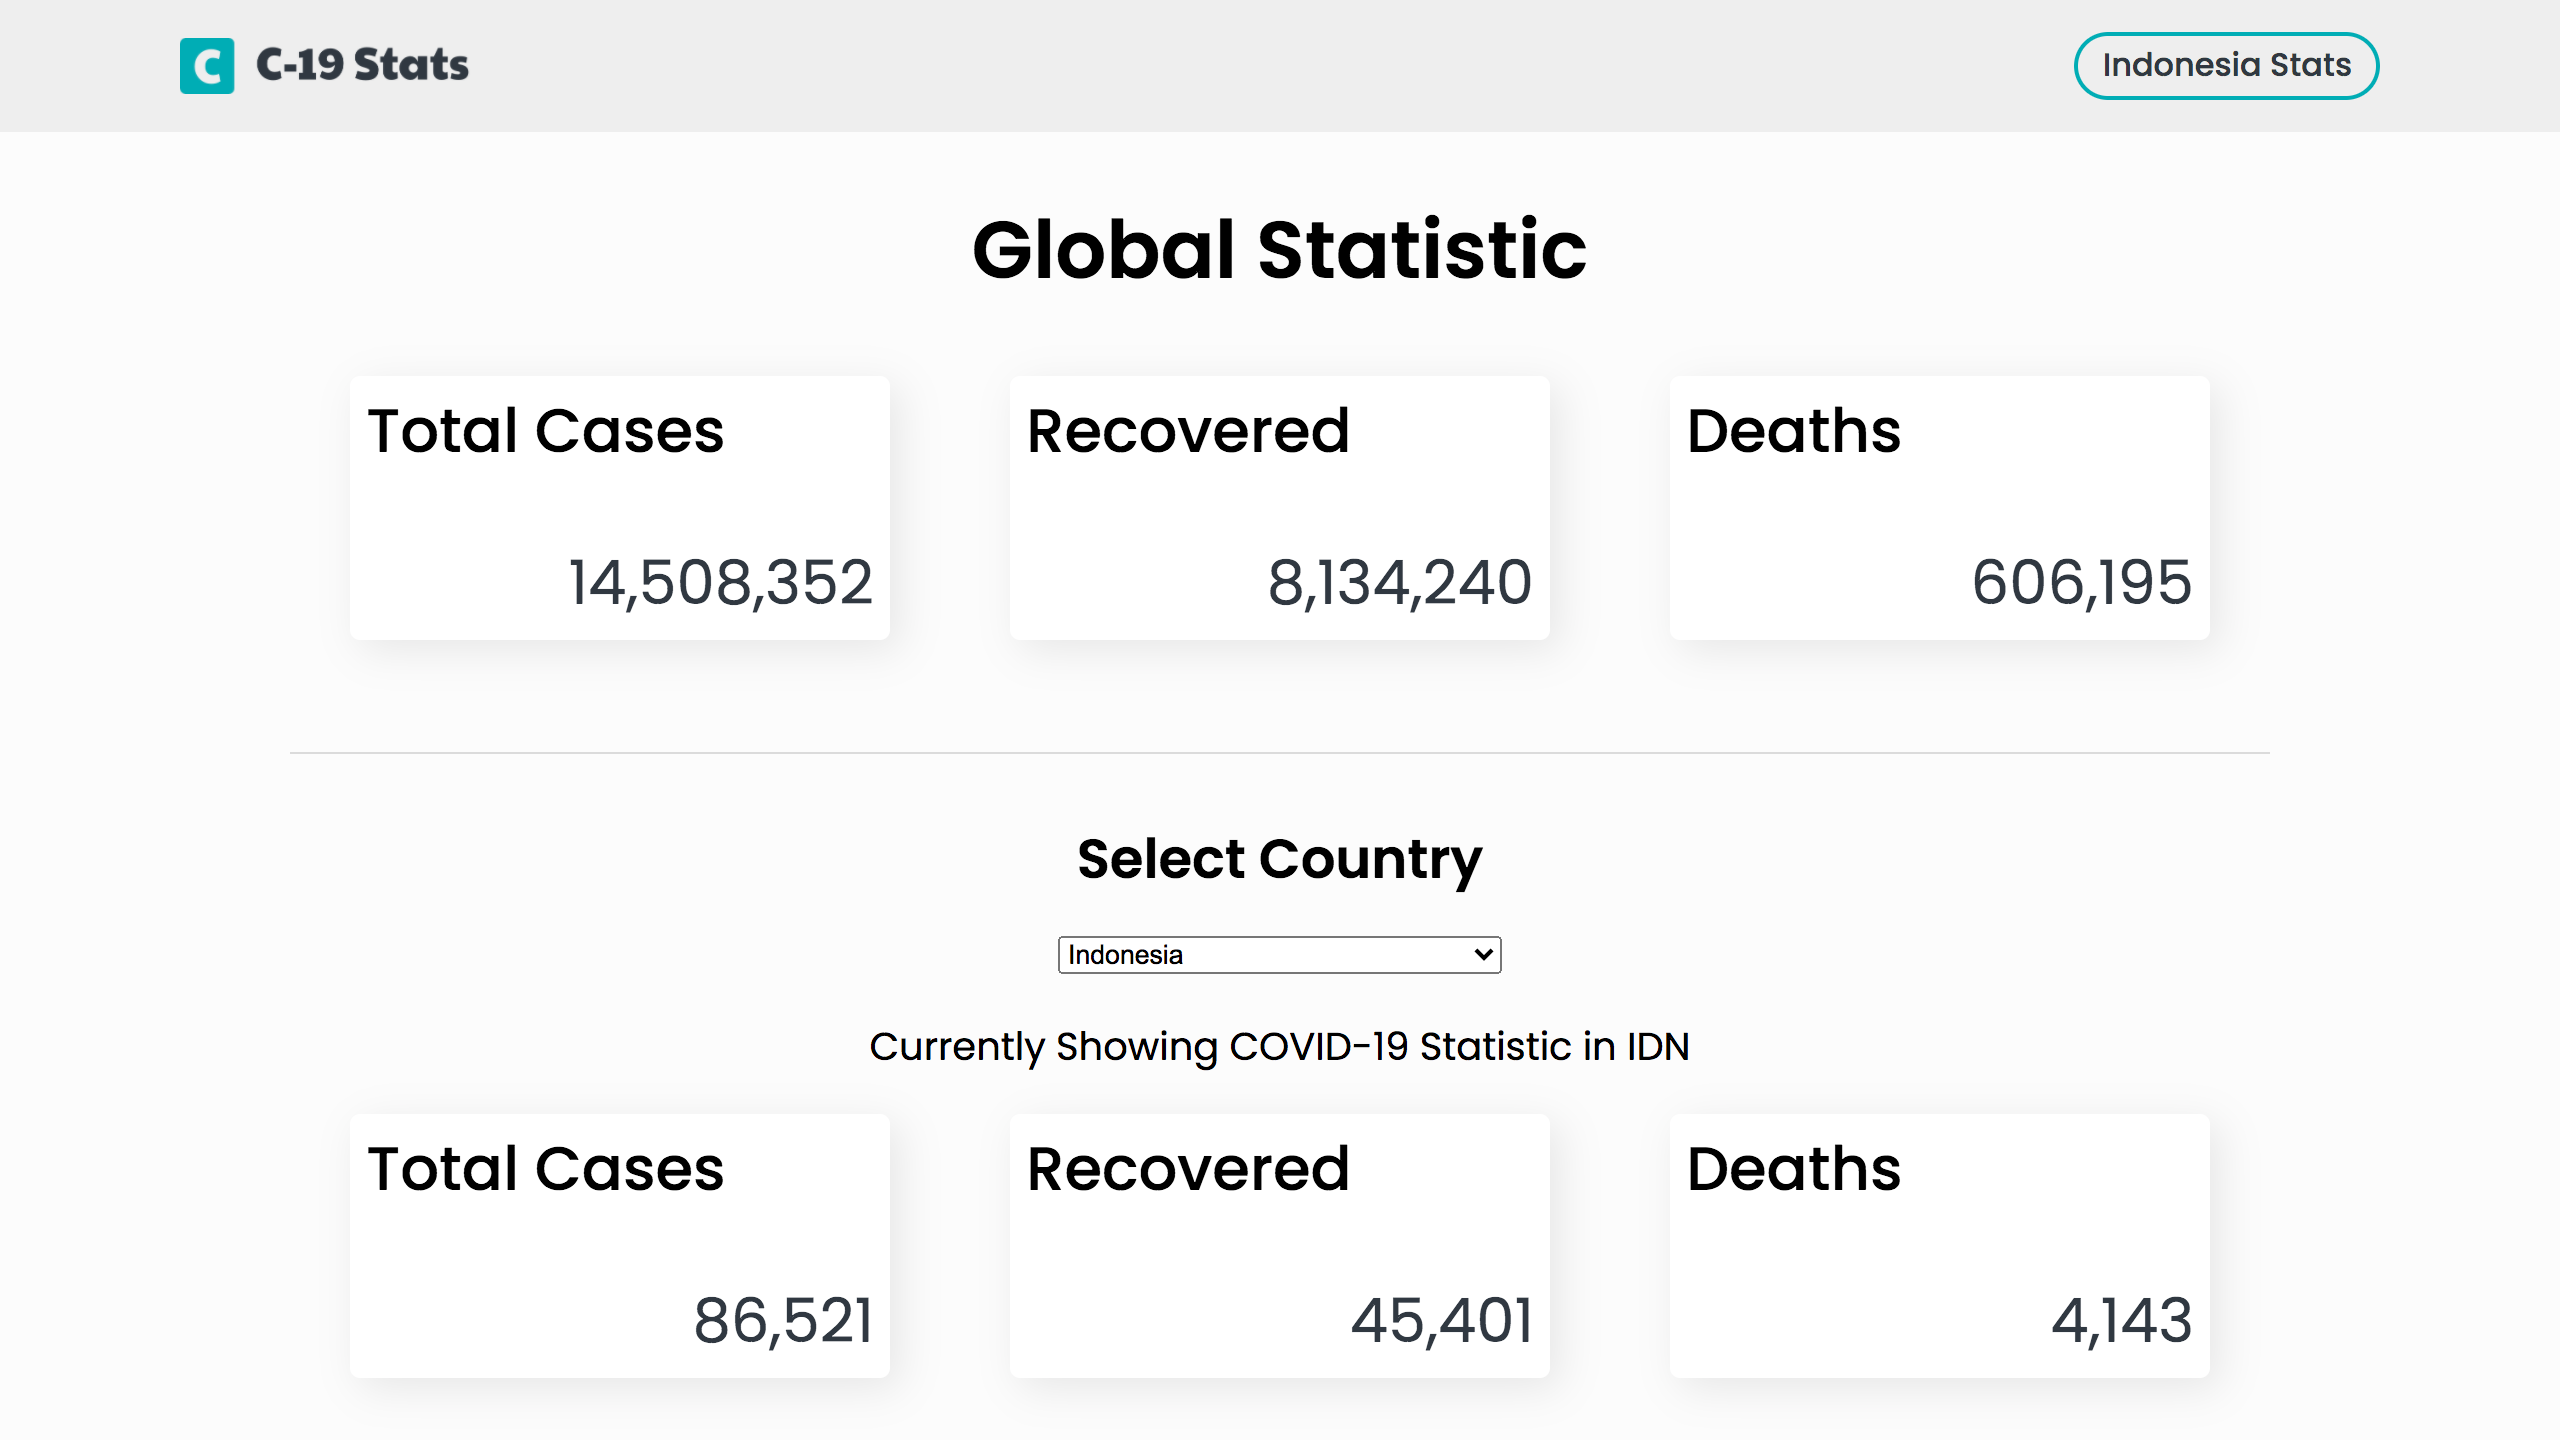 C C-19 Stats
Indonesia Stats
Global Statistic
Total Cases
14,508,352
Recovered
8,134,240
Deaths
606,195
Select Country
Indonesia
Currently Showing COVID-19 Statistic in IDN
Total Cases
86,521
Recovered
45,401
Deaths
4,143